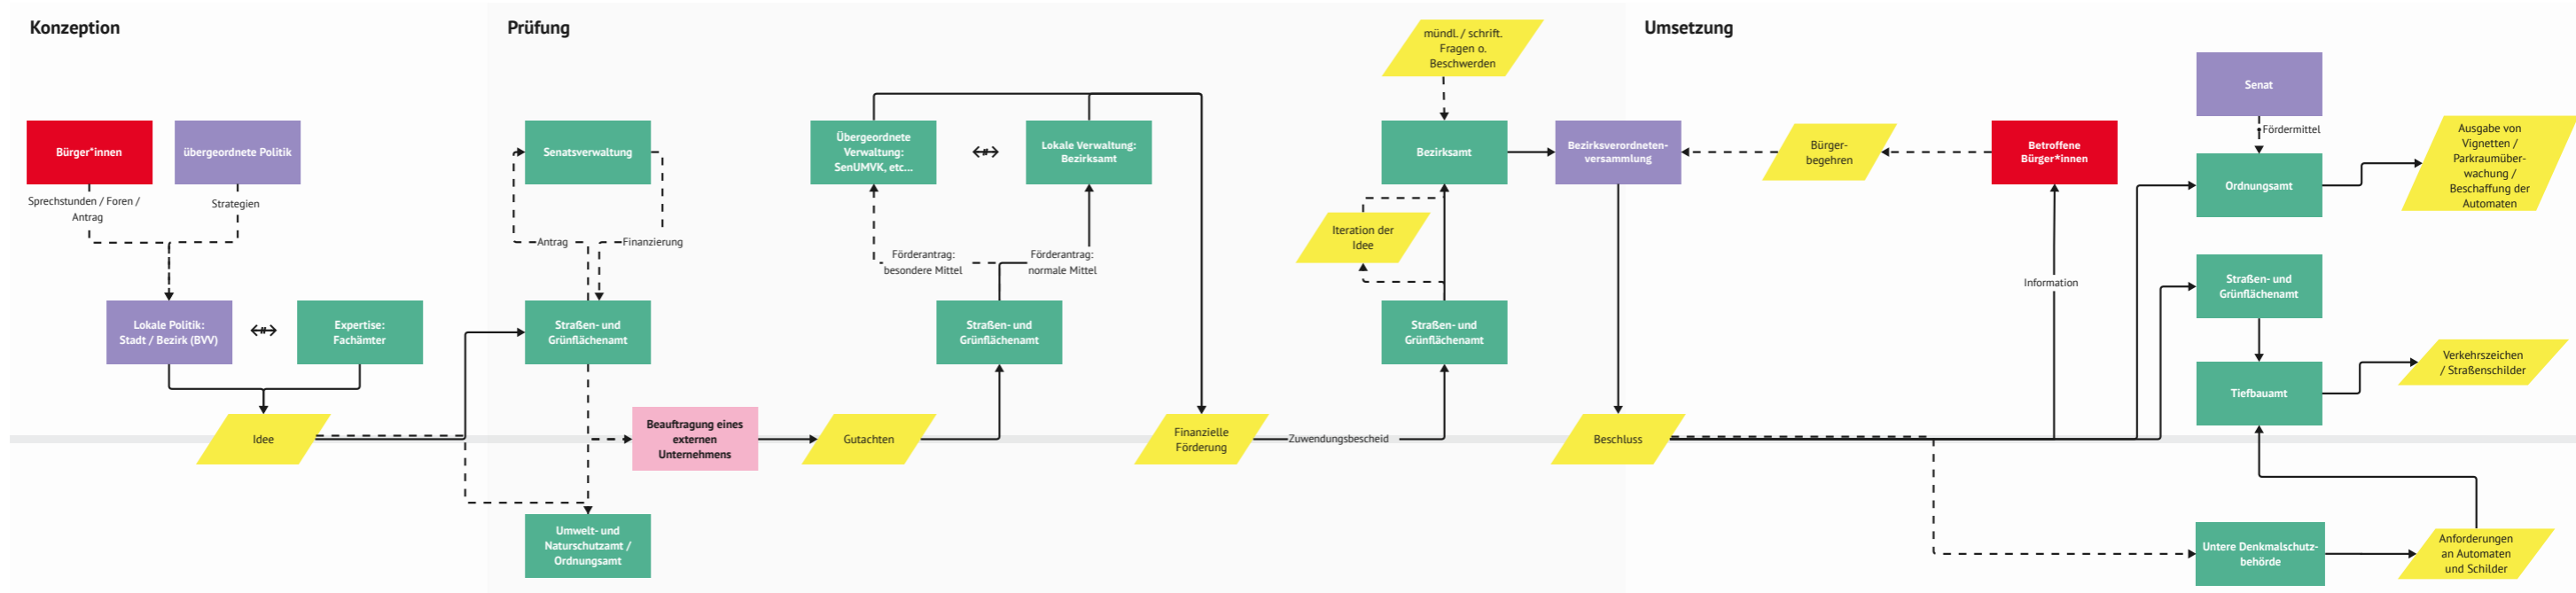 Konzeption
Bürger*innen
übergeordnete Politik
Sprechstunden / Foren /
Antrag
Strategien
Lokale Politik:
Stadt / Bezirk (BVV)
Expertise:
Fachämter
Idee
Prüfung
Senatsverwaltung
Antrag
Finanzierung
Straßen- und
Grünflächenamt
Beauftragung eines
externen
Unternehmens
Umwelt- und
Naturschutzamt /
Ordnungsamt
Gutachten
Übergeordnete
Verwaltung:
SenUMVK, etc...
Lokale Verwaltung:
Bezirksamt
Förderantrag:
besondere Mittel
Förderantrag:
normale Mittel
Straßen- und
Grünflächenamt
Finanzielle
Förderung
Zuwendungsbescheid
mündl. / schrift.
Fragen o.
Beschwerden
Bezirksamt
Iteration der
Idee
Straßen- und
Grünflächenamt
Bezirksverordneten-
versammlung
Beschluss
Umsetzung
Bürger-
begehren
Betroffene
Bürger*innen
Information
Senat
Fördermittel
Ordnungsamt
Ausgabe von
Vignetten /
Parkraumüber-
wachung /
Beschaffung der
Automaten
Straßen- und
Grünflächenamt
Tiefbauamt
Verkehrszeichen
/ Straßenschilder
Untere Denkmalschutz-
behörde
Anforderungen
an Automaten
und Schilder